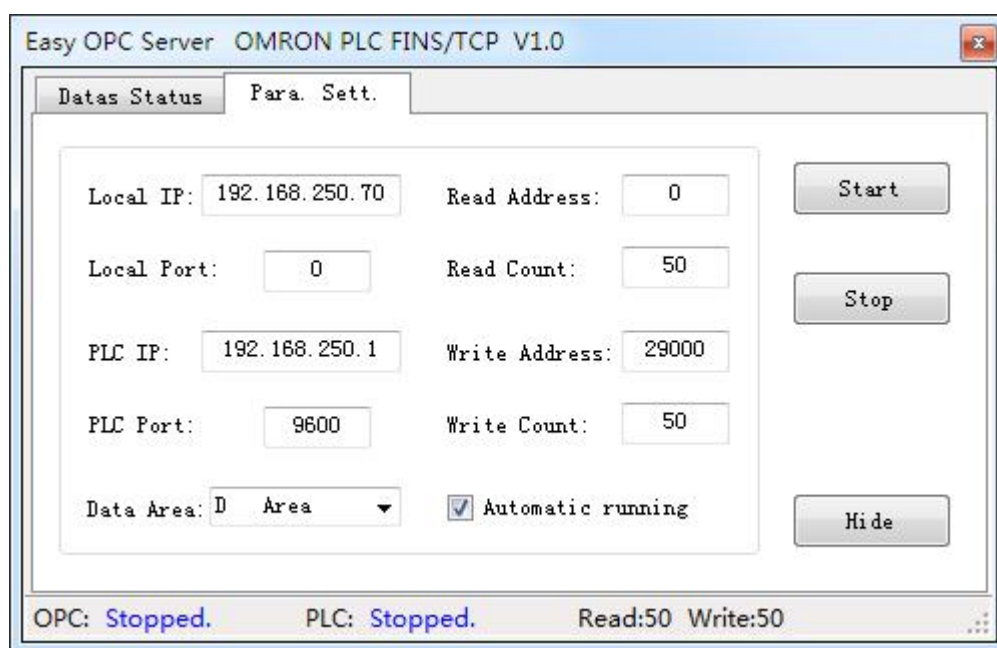 Easy OPC Server OMRON PLC FINS/TCP V1.0
Datas Status Para. Sett.
Local IP: 192.168.250.70 Read Address: 0 Start
Local Port: 0 Read Count: 50
Stop
PLC IP: 192.168.250.1 Write Address: 29000
PLC Port: 9600 Write Count: 50
Data Area: D Area Automatic running
Hide
OPC: Stopped. PLC: Stopped. Read:50 Write:50